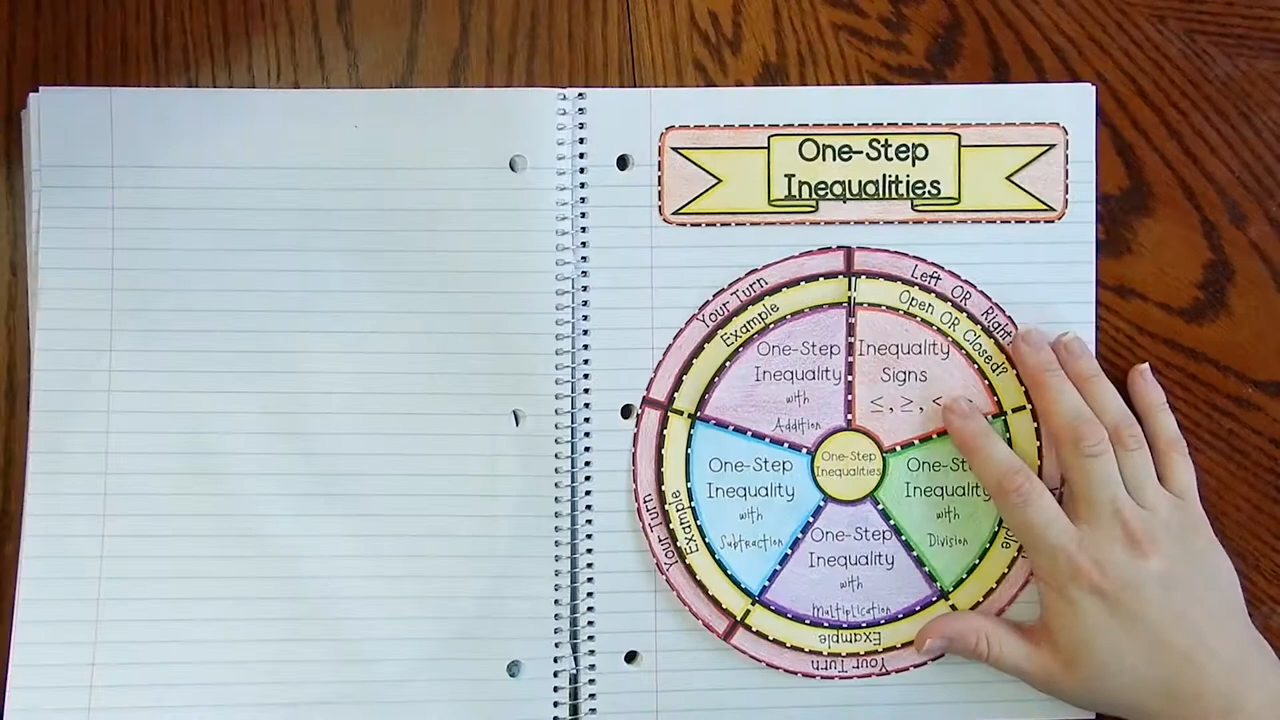 One-Step
Inequalities
Left OR Right?
Open OR Closed?
Inequality
Signs
≤, ≥, <
Your Turn
Example
One-Step
Inequality
with
Addition
One-Step
Inequalities
One-Step
Inequality
with
Subtraction
Your Turn
Example
Inequality
with
Division
One-Step
Inequality
with
Multiplication
Example
Your Turn